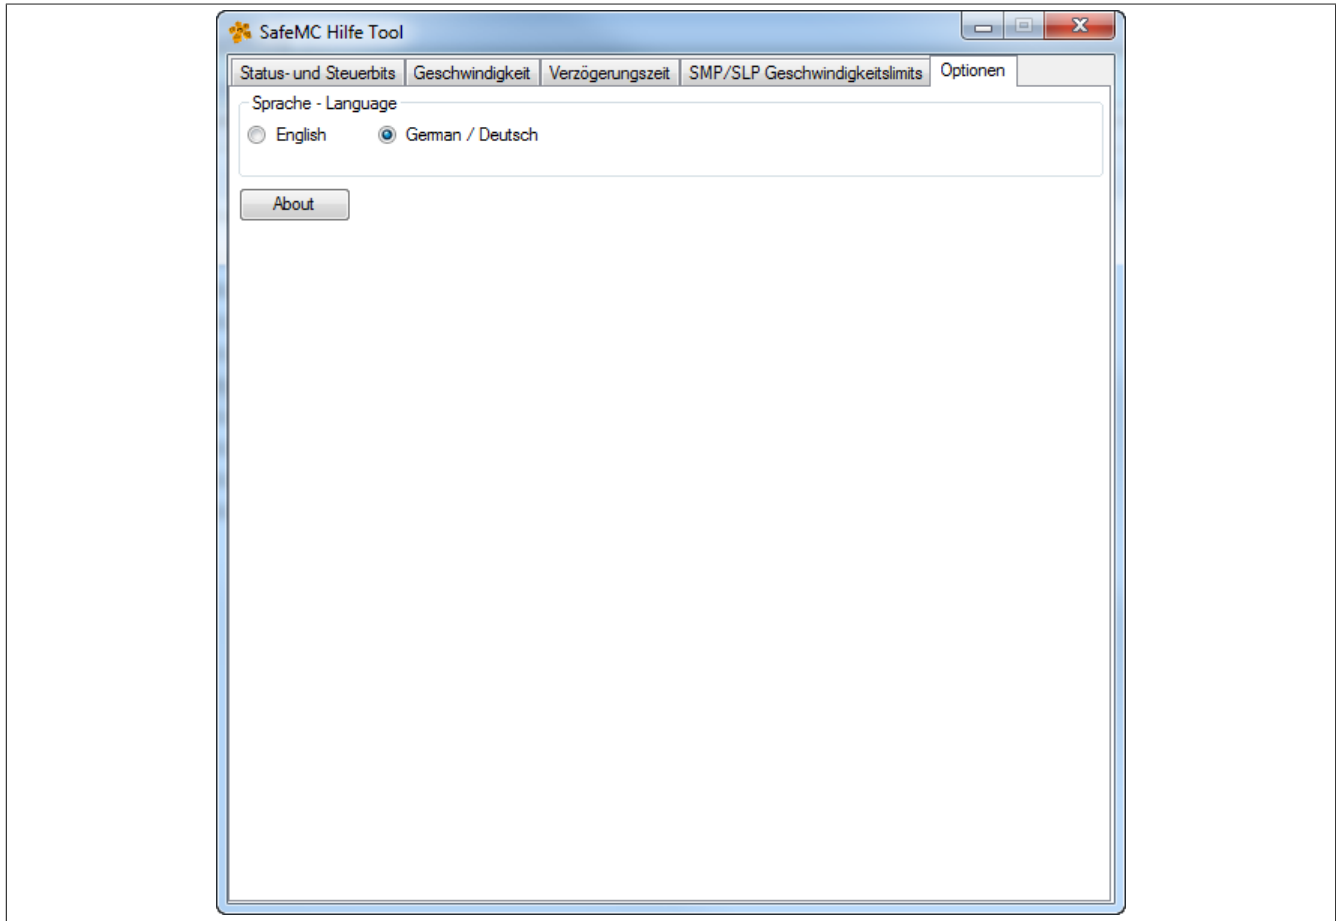 SafeMC Hilfe Tool
Status- und Steuerbits Geschwindigkeit Verzögerungszeit SMP/SLP Geschwindigkeitslimits Optionen
Sprache - Language
English German / Deutsch
About